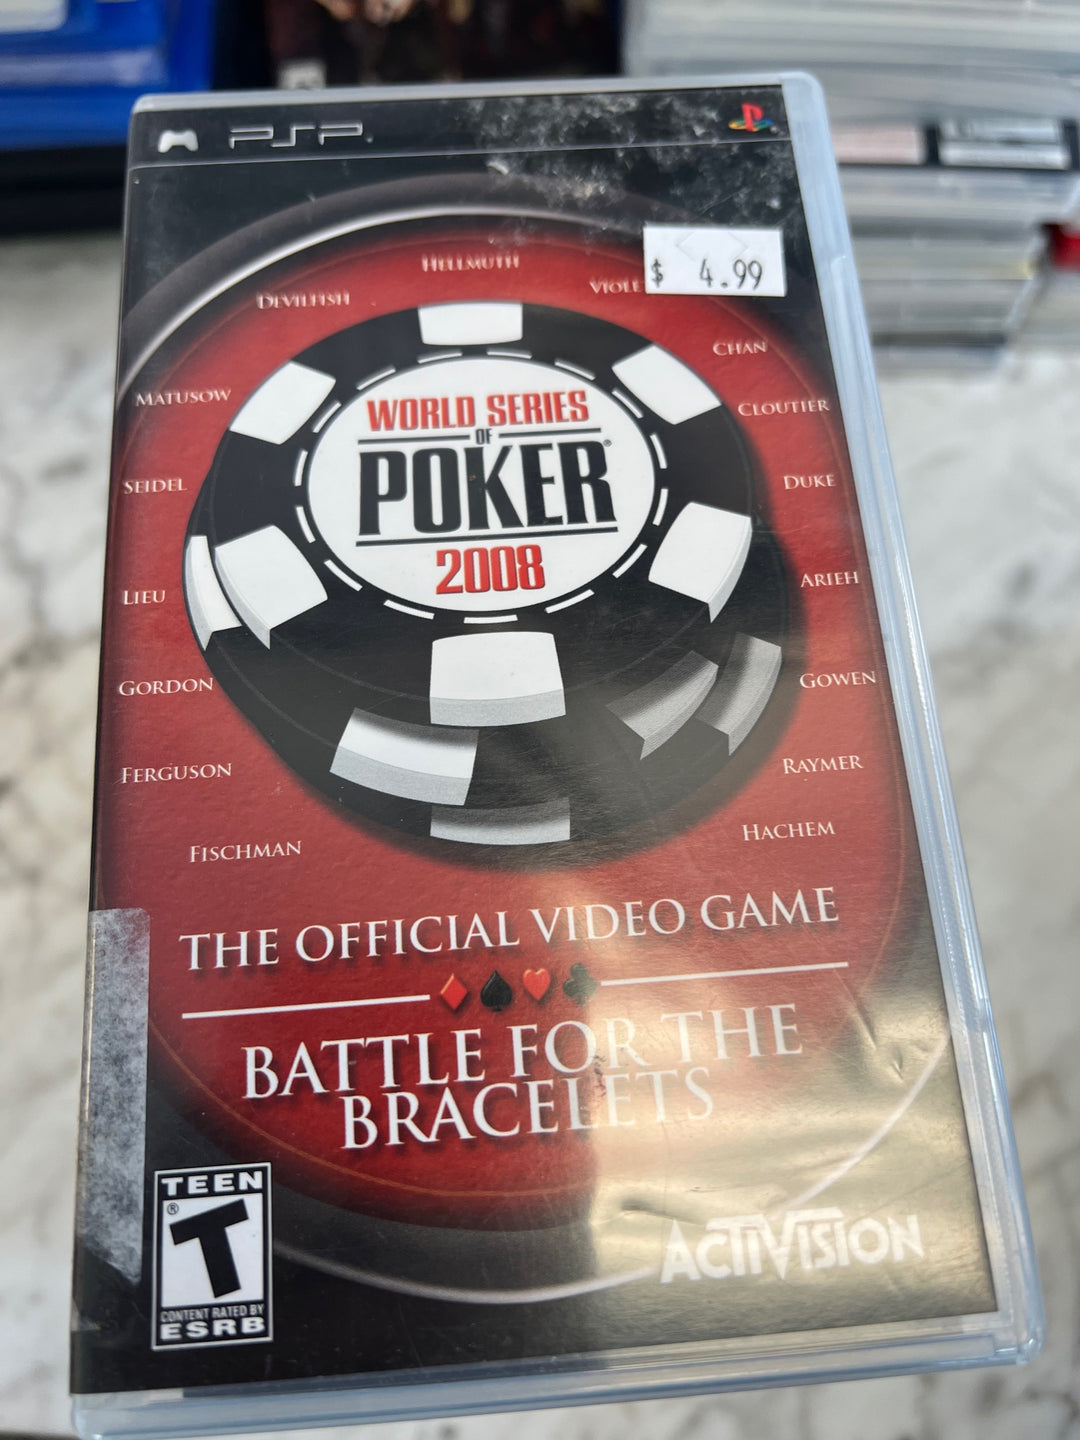 PSP
$ 4.99
HELLMUTH
DEVILFISH
CHAN
MATUSOW
CLOUTIER
SEIDEL
DUKE
LIEU
ARIEH
GORDON
GOWEN
FERGUSON
RAYMER
FISCHMAN
HACHEM
WORLD SERIES
OF
POKER®
2008
THE OFFICIAL VIDEO GAME
BATTLE FOR THE
BRACELETS
TEEN
®
T
CONTENT RATED BY
ESRB
ACTIVISION